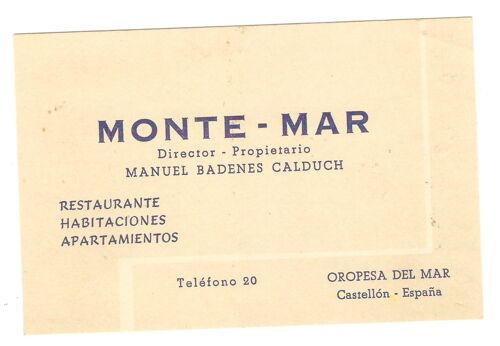 MONTE - MAR
Director - Propietario
MANUEL BADENES CALDUCH
RESTAURANTE
HABITACIONES
APARTAMIENTOS
Teléfono 20
OROPESA DEL MAR
Castellón - España